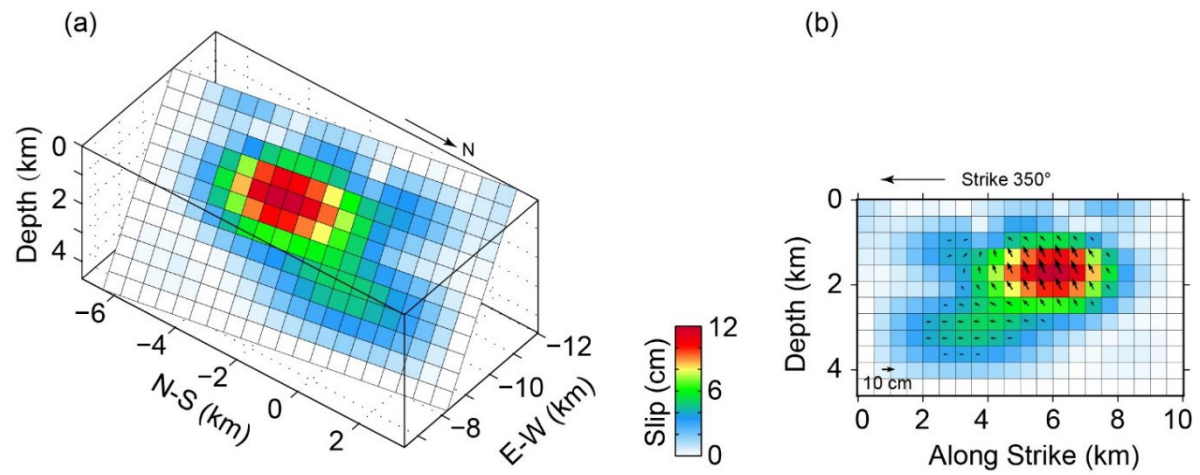 (a)
N
0
2
4
Depth (km)
−6
−4
−2
0
2
N-S (km)
−12
−10
−8
E-W (km)
12
6
0
Slip (cm)
(b)
Strike 350°
0
2
4
Depth (km)
10 cm
0 2 4 6 8 10
Along Strike (km)